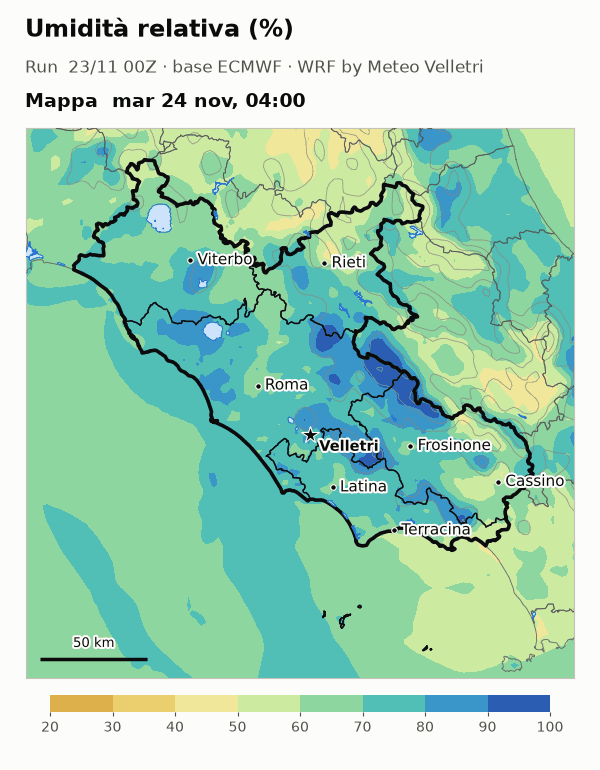 Umidità relativa (%)
Run  23/11 00Z · base ECMWF · WRF by Meteo Velletri
Mappa  mar 24 nov, 04:00
Viterbo
Rieti
Roma
Velletri
Frosinone
Cassino
Latina
Terracina
50 km
20 30 40 50 60 70 80 90 100